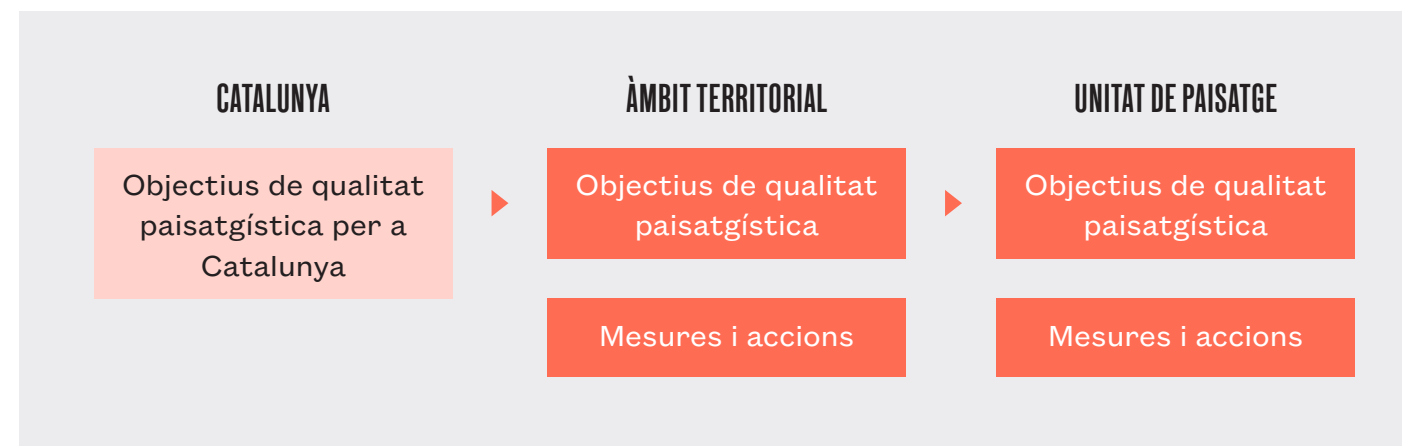 CATALUNYA
Objectius de qualitat
paisatgística per a
Catalunya
ÀMBIT TERRITORIAL
Objectius de qualitat
paisatgística
Mesures i accions
UNITAT DE PAISATGE
Objectius de qualitat
paisatgística
Mesures i accions